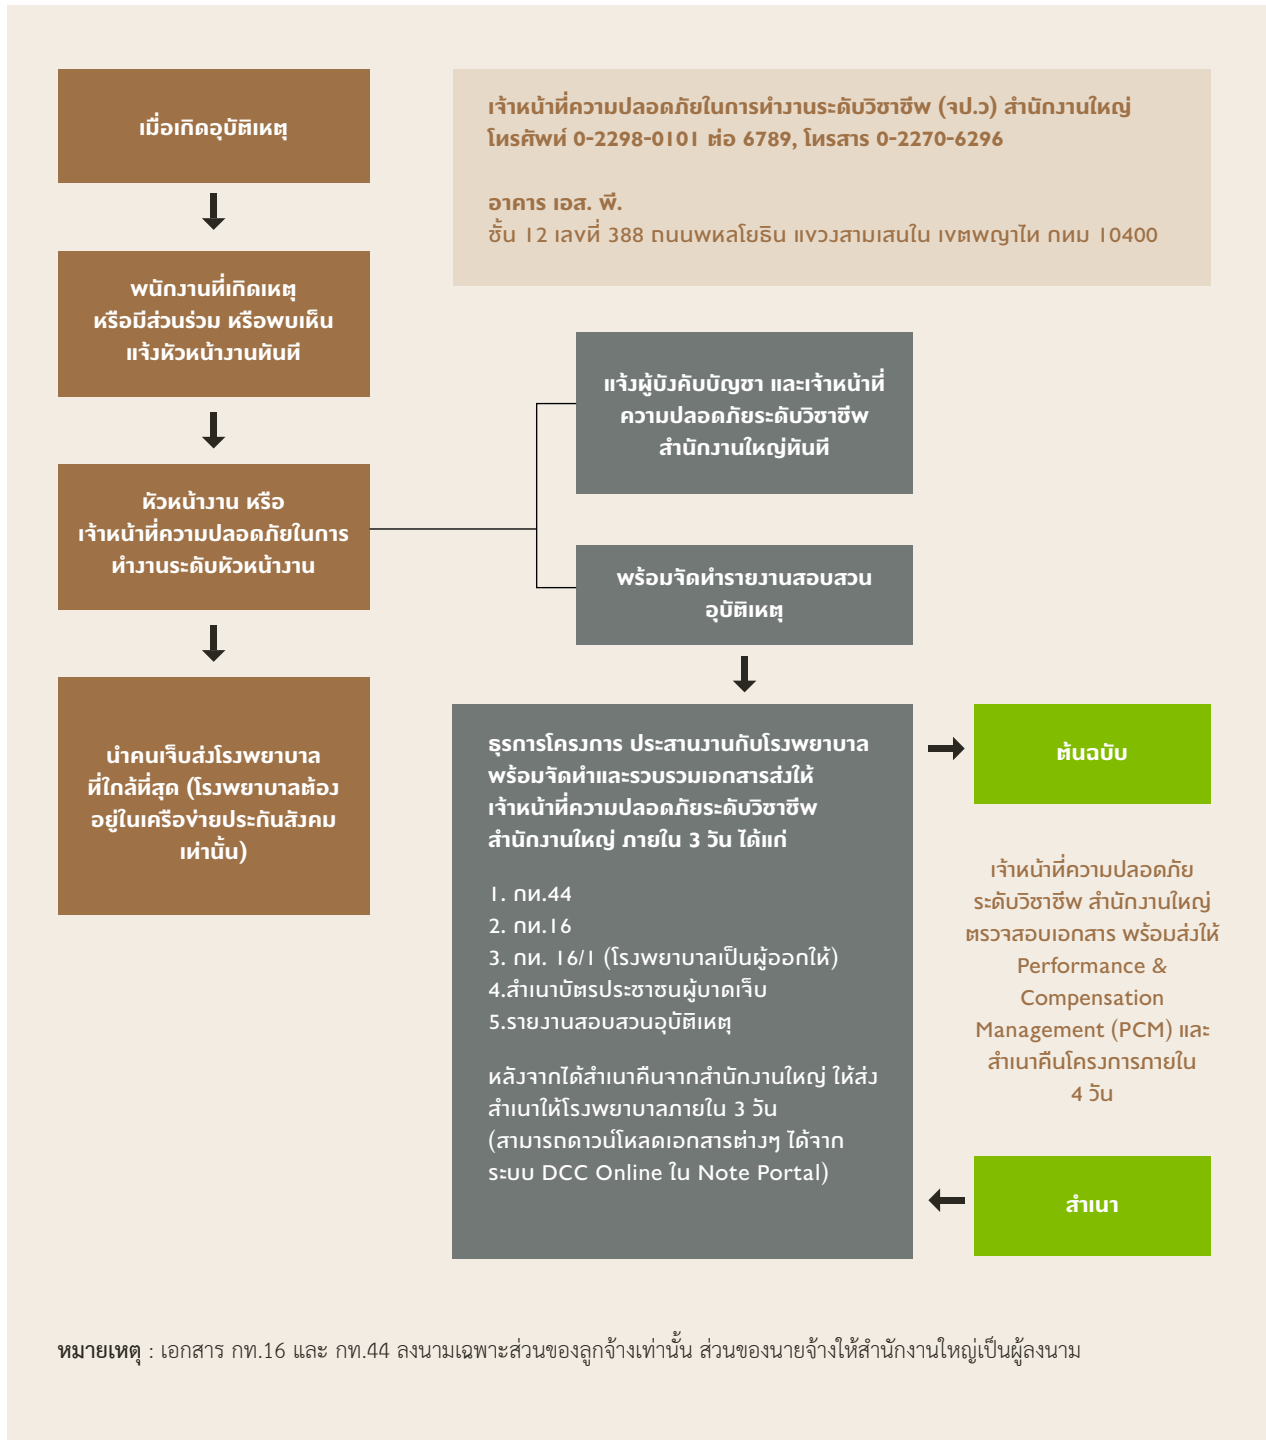 เมื่อเกิดอุบัติเหตุ
เจ้าหน้าที่ความปลอดภัยในการทำงานระดับวิชาชีพ (จป.ว) สำนักงานใหญ่
โทรศัพท์ 0-2298-0101 ต่อ 6789, โทรสาร 0-2270-6296
อาคาร เอส. พี.
ชั้น 12 เลขที่ 388 ถนนพหลโยธิน แขวงสามเสนใน เขตพญาไท กทม 10400
พนักงานที่เกิดเหตุ
หรือมีส่วนร่วม หรือพบเห็น
แจ้งหัวหน้างานทันที
แจ้งผู้บังคับบัญชา และเจ้าหน้าที่
ความปลอดภัยระดับวิชาชีพ
สำนักงานใหญ่ทันที
หัวหน้างาน หรือ
เจ้าหน้าที่ความปลอดภัยในการ
ทำงานระดับหัวหน้างาน
พร้อมจัดทำรายงานสอบสวน
อุบัติเหตุ
นำคนเจ็บส่งโรงพยาบาล
ที่ใกล้ที่สุด (โรงพยาบาลต้อง
อยู่ในเครือข่ายประกันสังคม
เท่านั้น)
ธุรการโครงการ ประสานงานกับโรงพยาบาล
พร้อมจัดทำและรวบรวมเอกสารส่งให้
เจ้าหน้าที่ความปลอดภัยระดับวิชาชีพ
สำนักงานใหญ่ ภายใน 3 วัน ได้แก่
1. กท.44
2. กท.16
3. กท. 16/1 (โรงพยาบาลเป็นผู้ออกให้)
4.สำเนาบัตรประชาชนผู้บาดเจ็บ
5.รายงานสอบสวนอุบัติเหตุ
หลังจากได้สำเนาคืนจากสำนักงานใหญ่ ให้ส่ง
สำเนาให้โรงพยาบาลภายใน 3 วัน
(สามารถดาวน์โหลดเอกสารต่างๆ ได้จาก
ระบบ DCC Online ใน Note Portal)
ต้นฉบับ
เจ้าหน้าที่ความปลอดภัย
ระดับวิชาชีพ สำนักงานใหญ่
ตรวจสอบเอกสาร พร้อมส่งให้
Performance &
Compensation
Management (PCM) และ
สำเนาคืนโครงการภายใน
4 วัน
สำเนา
หมายเหตุ : เอกสาร กท.16 และ กท.44 ลงนามเฉพาะส่วนของลูกจ้างเท่านั้น ส่วนของนายจ้างให้สำนักงานใหญ่เป็นผู้ลงนาม